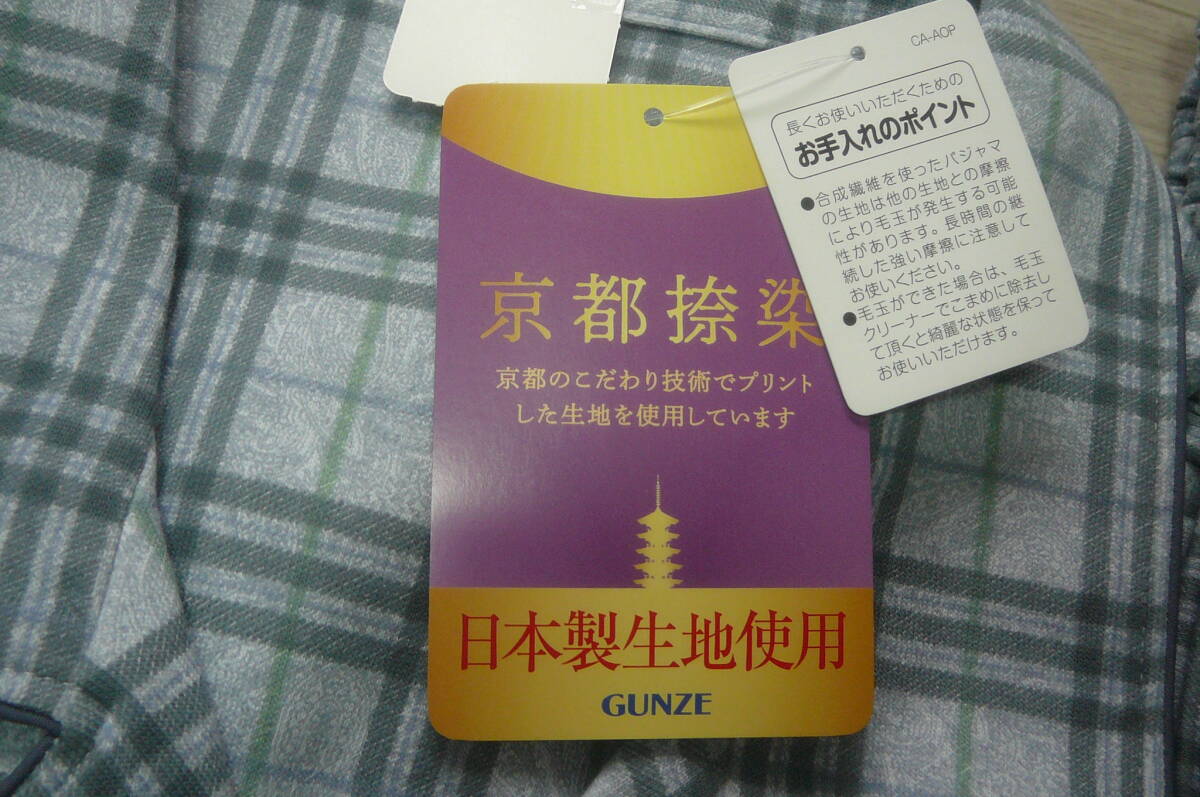 京都捺染
京都のこだわり技術でプリント
した生地を使用しています
日本製生地使用
GUNZE
CA-AOP
長くお使いいただくための
お手入れのポイント
●合成繊維を使ったパジャマ
の生地は他の生地との摩擦
により毛玉が発生する可能
性があります。長時間の継
続した強い摩擦に注意して
お使いください。
●毛玉ができた場合は、毛玉
クリーナーでこまめに除去し
て頂くと綺麗な状態を保って
お使いいただけます。